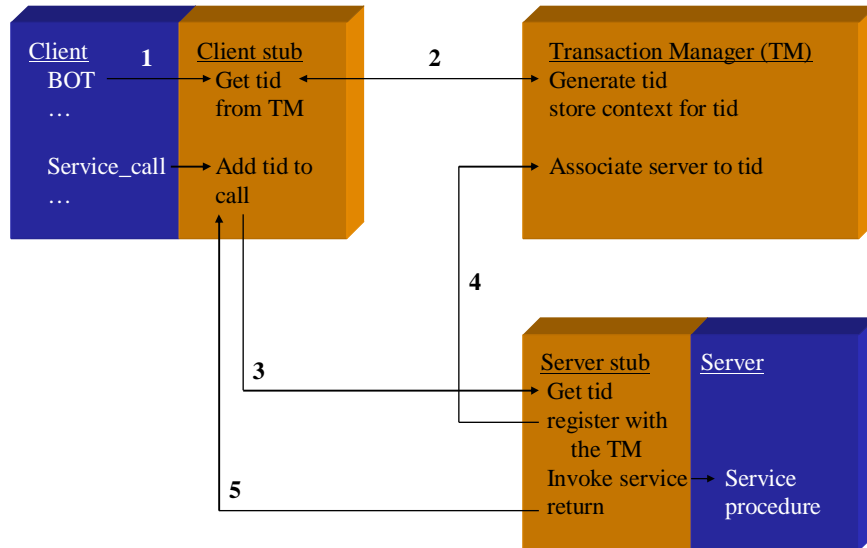 Client
BOT
…
Service_call
…
1
Client stub
Get tid
from TM
Add tid to
call
2
Transaction Manager (TM)
Generate tid
store context for tid
Associate server to tid
4
3
5
Server stub
Get tid
register with
the TM
Invoke service
return
Server
Service
procedure